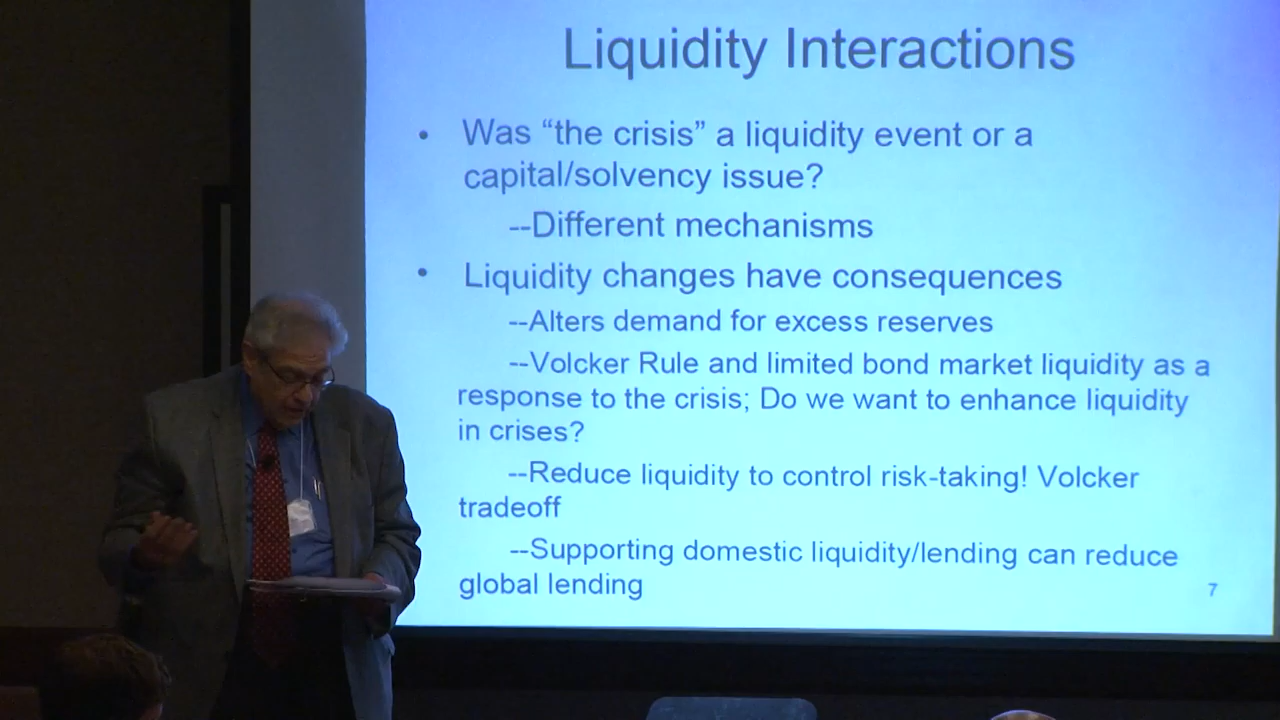 Liquidity Interactions
• Was “the crisis” a liquidity event or a
capital/solvency issue?
--Different mechanisms
• Liquidity changes have consequences
--Alters demand for excess reserves
--Volcker Rule and limited bond market liquidity as a
response to the crisis; Do we want to enhance liquidity
in crises?
--Reduce liquidity to control risk-taking! Volcker
tradeoff
--Supporting domestic liquidity/lending can reduce
global lending
7